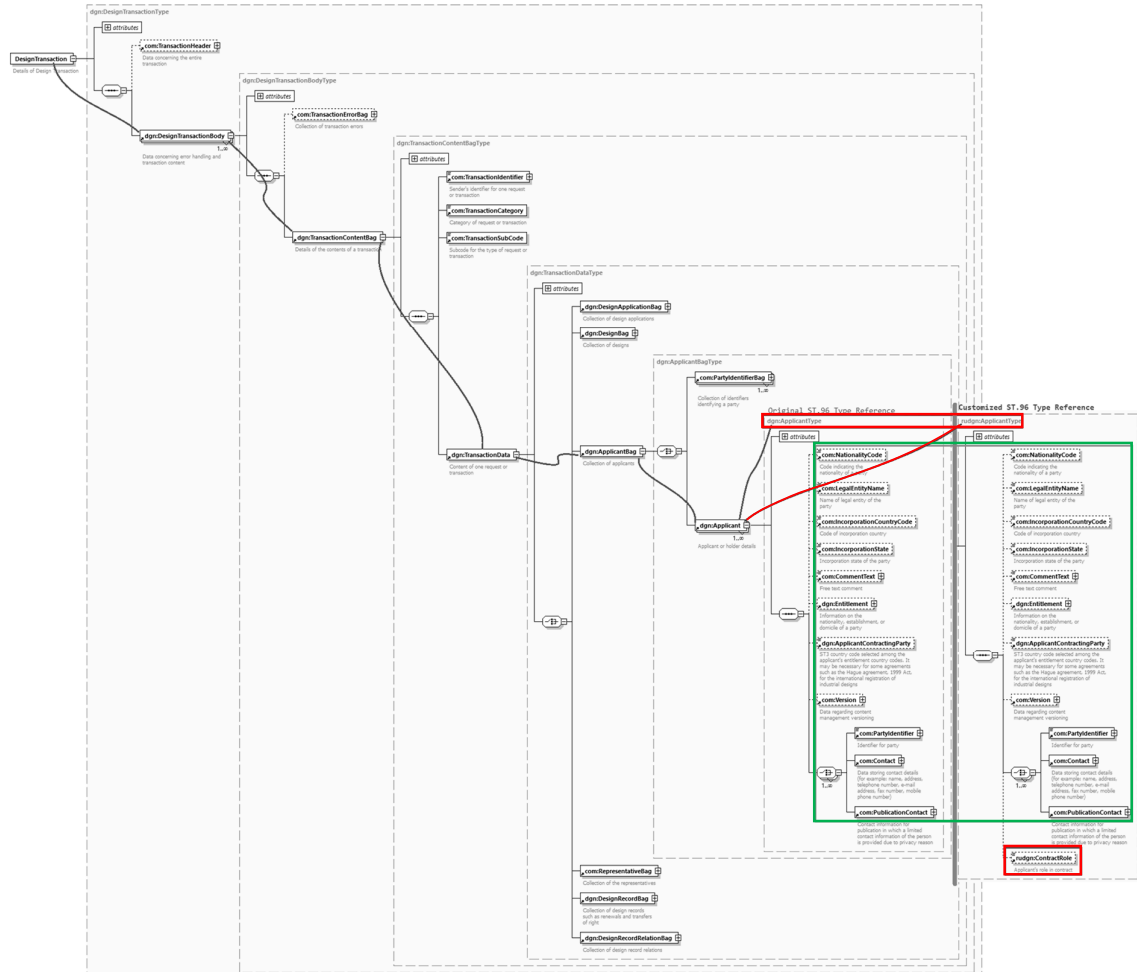 dgn:DesignTransactionType
attributes
com:TransactionHeader
Data concerning the entire
transaction
DesignTransaction
Details of Design Transaction
dgn:DesignTransactionBodyType
attributes
com:TransactionErrorBag
Collection of transaction errors
dgn:DesignTransactionBody
1..∞
Data concerning error handling and
transaction content
dgn:TransactionContentBagType
attributes
com:TransactionIdentifier
Sender's identifier for one request
or transaction
com:TransactionCategory
Category of request or transaction
com:TransactionSubCode
Subcode for the type of request or
transaction
dgn:TransactionContentBag
Details of the contents of a transaction
dgn:TransactionDataType
attributes
dgn:DesignApplicationBag
Collection of design applications
dgn:DesignBag
Collection of designs
dgn:ApplicantBagType
com:PartyIdentifierBag
1..∞
Collection of identifiers
identifying a party
dgn:TransactionData
Content of one request or
transaction
dgn:ApplicantBag
Collection of applicants
dgn:Applicant
1..∞
Applicant or holder details
Original ST.96 Type Reference
dgn:ApplicantType
attributes
com:NationalityCode
Code indicating the
nationality of a party
com:LegalEntityName
Name of legal entity of the
party
com:IncorporationCountryCode
Code of incorporation country
com:IncorporationState
Incorporation state of the party
com:CommentText
Free text comment
dgn:Entitlement
Information on the
nationality, establishment, or
domicile of a party
dgn:ApplicantContractingParty
ST3 country code selected among the
applicant's entitlement country codes. It
may be necessary for some agreements
such as the Hague agreement, 1999 Act,
for the international registration of
industrial designs
com:Version
Data regarding content
management versioning
com:PartyIdentifier
Identifier for party
com:Contact
1..∞
Data storing contact details
(for example: name, address,
telephone number, e-mail
address, fax number, mobile
phone number)
com:PublicationContact
Contact information for
publication in which a limited
contact information of the person
is provided due to privacy reason
Customized ST.96 Type Reference
rudgn:ApplicantType
attributes
com:NationalityCode
Code indicating the
nationality of a party
com:LegalEntityName
Name of legal entity of the
party
com:IncorporationCountryCode
Code of incorporation country
com:IncorporationState
Incorporation state of the party
com:CommentText
Free text comment
dgn:Entitlement
Information on the
nationality, establishment, or
domicile of a party
dgn:ApplicantContractingParty
ST3 country code selected among the
applicant's entitlement country codes. It
may be necessary for some agreements
such as the Hague agreement, 1999 Act,
for the international registration of
industrial designs
com:Version
Data regarding content
management versioning
com:PartyIdentifier
Identifier for party
com:Contact
1..∞
Data storing contact details
(for example: name, address,
telephone number, e-mail
address, fax number, mobile
phone number)
com:PublicationContact
Contact information for
publication in which a limited
contact information of the person
is provided due to privacy reason
rudgn:ContractRole
Applicant's role in contract
com:RepresentativeBag
Collection of the representatives
dgn:DesignRecordBag
Collection of design records
such as renewals and transfers
of right
dgn:DesignRecordRelationBag
Collection of design record relations